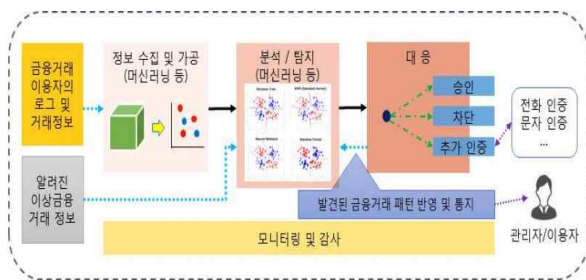 금융거래
이용자의
로그 및
거래정보
정보 수집 및 가공
(머신러닝 등)
분석 / 탐지
(머신러닝 등)
대 응
승인
차단
추가 인증
전화 인증
문자 인증
...
알려진
이상금융
거래 정보
발견된 금융거래 패턴 반영 및 통지
관리자/이용자
모니터링 및 감사